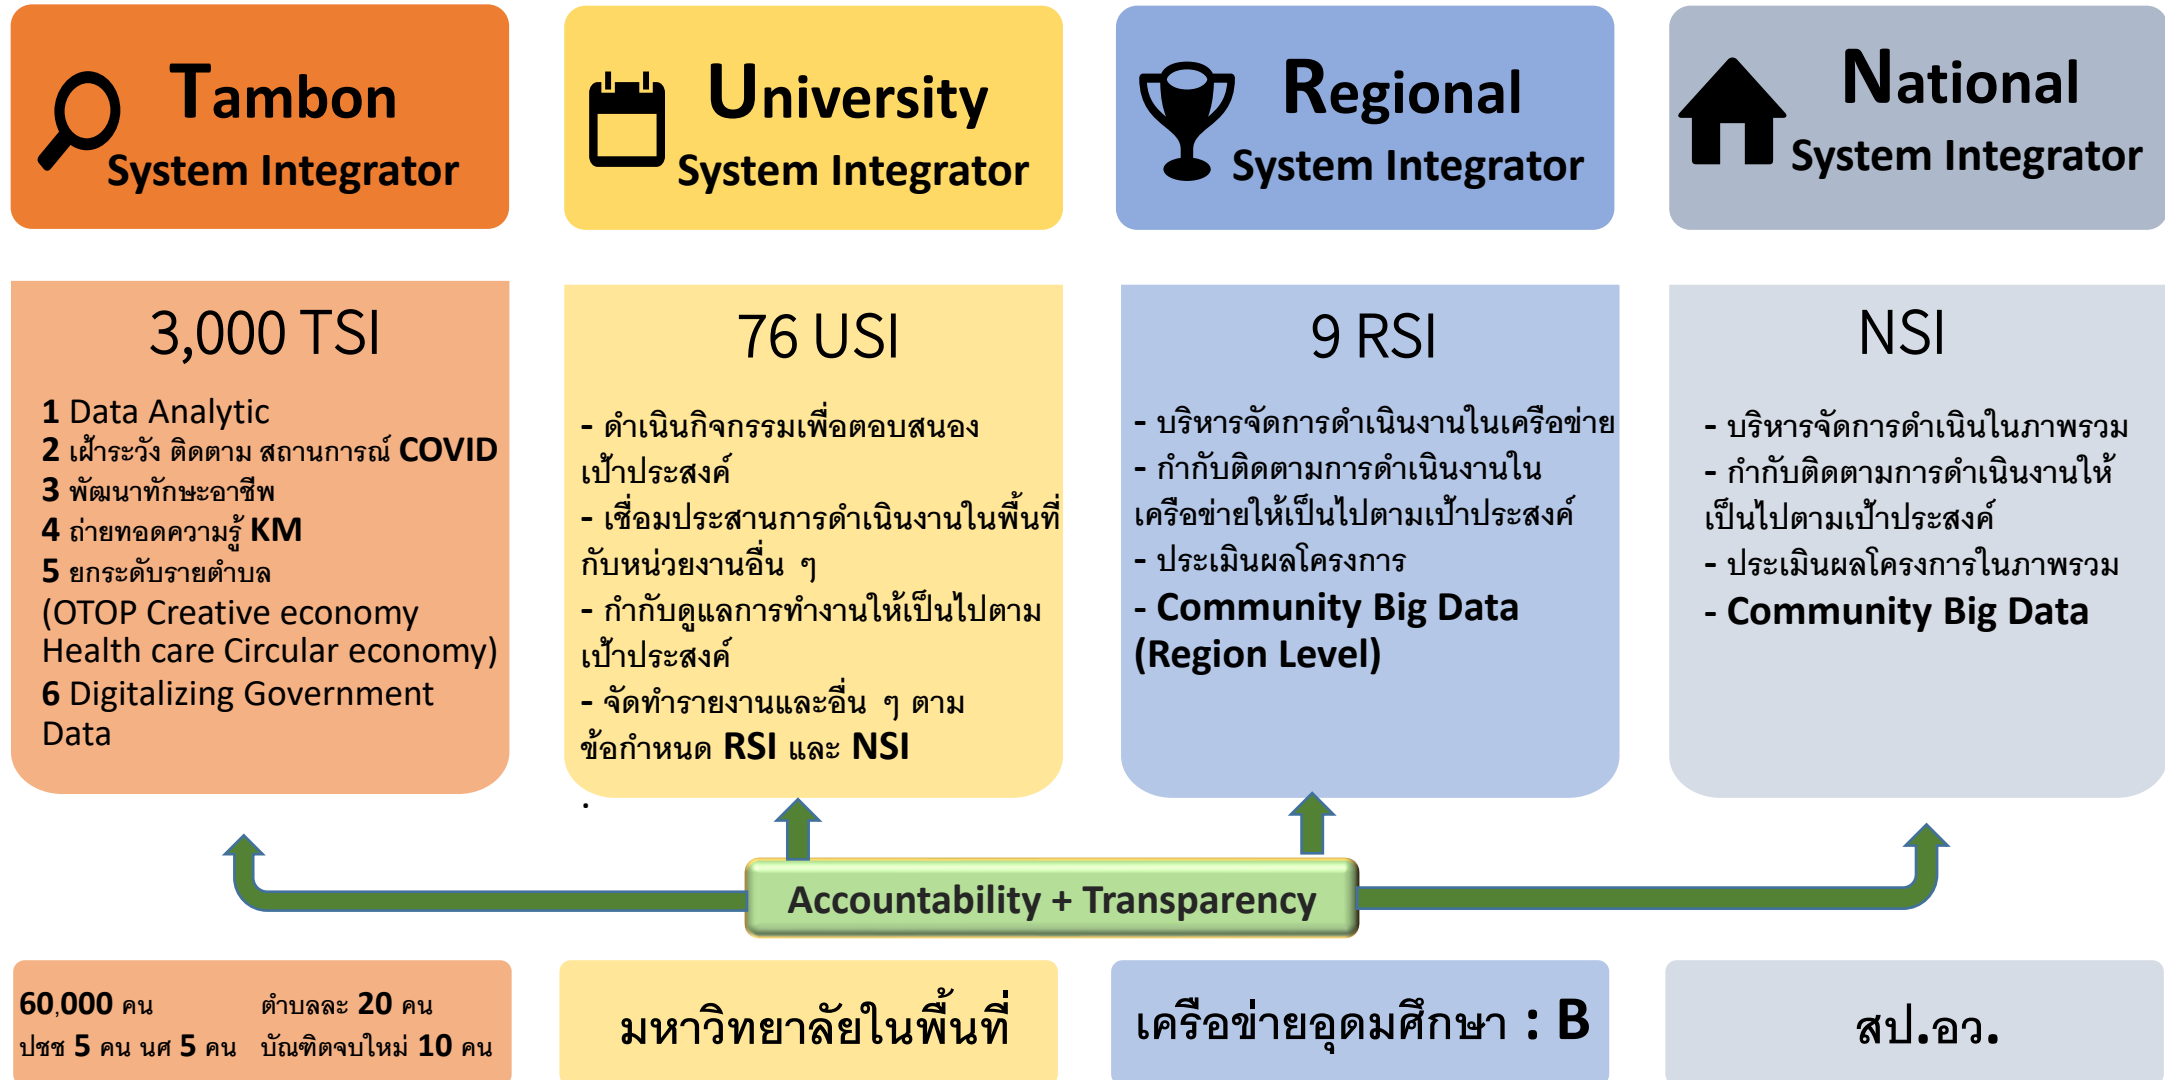 Tambon
System Integrator
University
System Integrator
Regional
System Integrator
National
System Integrator
3,000 TSI
1 Data Analytic
2 เฝ้าระวัง ติดตาม สถานการณ์ COVID
3 พัฒนาทักษะอาชีพ
4 ถ่ายทอดความรู้ KM
5 ยกระดับรายตำบล
(OTOP Creative economy
Health care Circular economy)
6 Digitalizing Government
Data
76 USI
- ดำเนินกิจกรรมเพื่อตอบสนอง
เป้าประสงค์
- เชื่อมประสานการดำเนินงานในพื้นที่
กับหน่วยงานอื่น ๆ
- กำกับดูแลการทำงานให้เป็นไปตาม
เป้าประสงค์
- จัดทำรายงานและอื่น ๆ ตาม
ข้อกำหนด RSI และ NSI
.
9 RSI
- บริหารจัดการดำเนินงานในเครือข่าย
- กำกับติดตามการดำเนินงานใน
เครือข่ายให้เป็นไปตามเป้าประสงค์
- ประเมินผลโครงการ
- Community Big Data
(Region Level)
NSI
- บริหารจัดการดำเนินในภาพรวม
- กำกับติดตามการดำเนินงานให้
เป็นไปตามเป้าประสงค์
- ประเมินผลโครงการในภาพรวม
- Community Big Data
Accountability + Transparency
60,000 คน ตำบลละ 20 คน
ปชช 5 คน นศ 5 คน บัณฑิตจบใหม่ 10 คน
มหาวิทยาลัยในพื้นที่
เครือข่ายอุดมศึกษา : B
สป.อว.